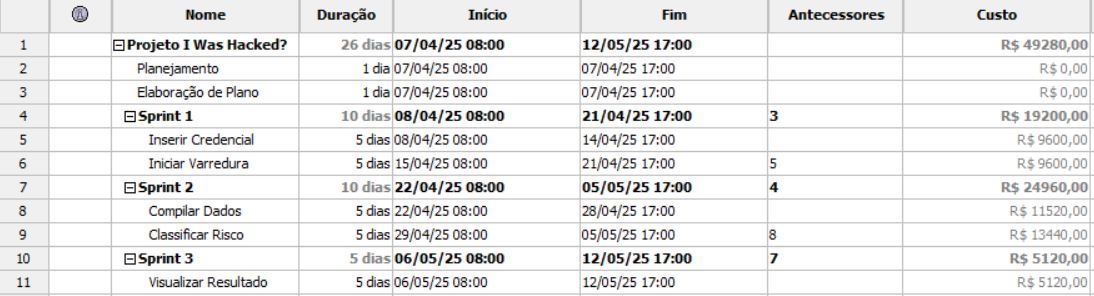 Nome Duração Início Fim Antecessores Custo
1 Projeto I Was Hacked? 26 dias 07/04/25 08:00 12/05/25 17:00 R$ 49280,00
2 Planejamento 1 dia 07/04/25 08:00 07/04/25 17:00 R$ 0,00
3 Elaboração de Plano 1 dia 07/04/25 08:00 07/04/25 17:00 R$ 0,00
4 Sprint 1 10 dias 08/04/25 08:00 21/04/25 17:00 3 R$ 19200,00
5 Inserir Credencial 5 dias 08/04/25 08:00 14/04/25 17:00 R$ 9600,00
6 Iniciar Varredura 5 dias 15/04/25 08:00 21/04/25 17:00 5 R$ 9600,00
7 Sprint 2 10 dias 22/04/25 08:00 05/05/25 17:00 4 R$ 24960,00
8 Compilar Dados 5 dias 22/04/25 08:00 28/04/25 17:00 R$ 11520,00
9 Classificar Risco 5 dias 29/04/25 08:00 05/05/25 17:00 8 R$ 13440,00
10 Sprint 3 5 dias 06/05/25 08:00 12/05/25 17:00 7 R$ 5120,00
11 Visualizar Resultado 5 dias 06/05/25 08:00 12/05/25 17:00 R$ 5120,00